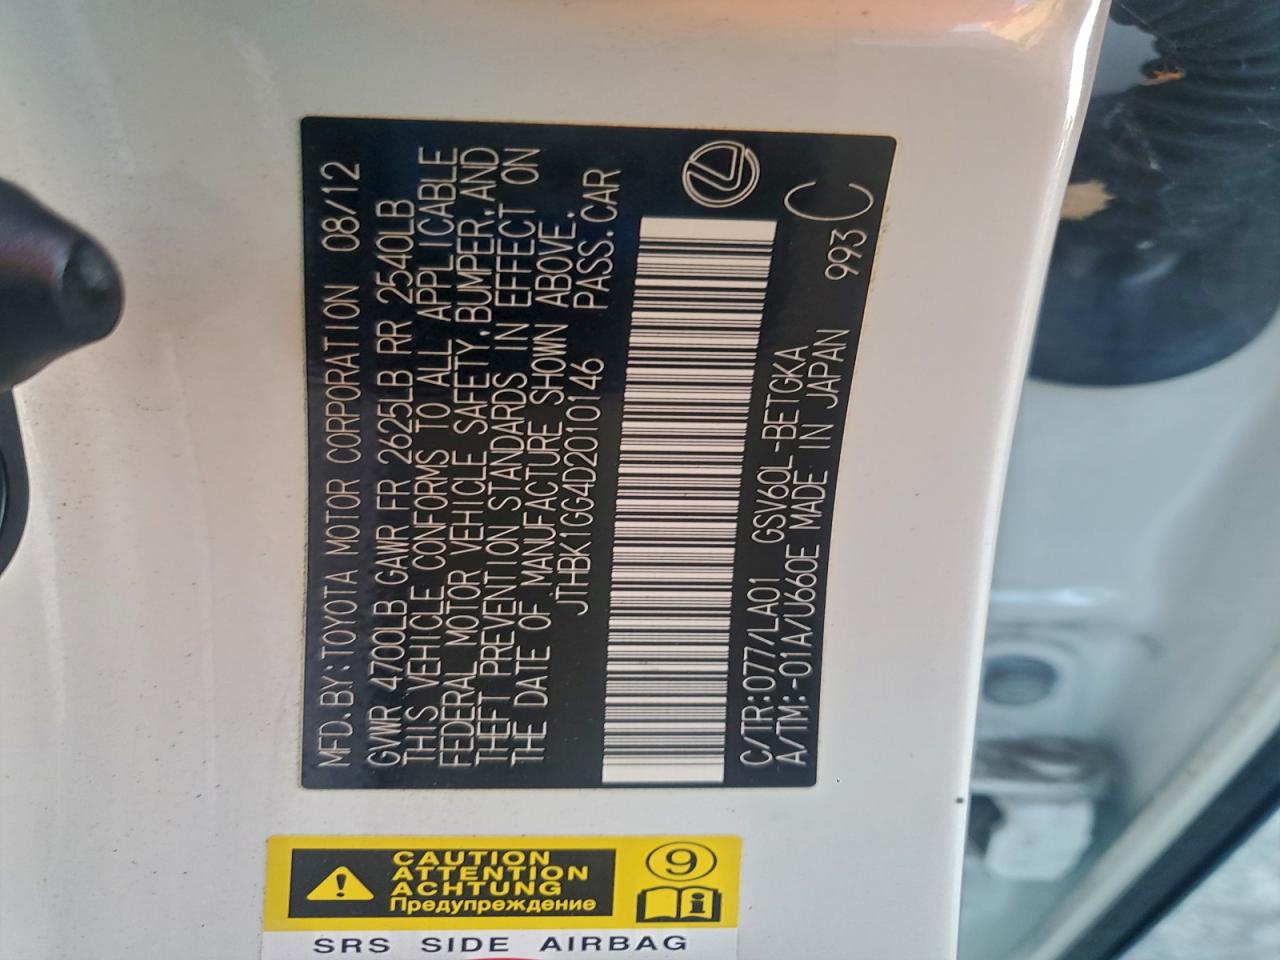 MFD.BY:TOYOTA MOTOR CORPORATION 08/12
GVWR 4700LB GAWR FR 2625LB RR 2540LB
THIS VEHICLE CONFORMS TO ALL APPLICABLE
FEDERAL MOTOR VEHICLE SAFETY,BUMPER,AND
THEFT PREVENTION STANDARDS IN EFFECT ON
THE DATE OF MANUFACTURE SHOWN ABOVE.
JTHBK1GG4D2010146 PASS.CAR
C/TR:077/LA01 GSV60L-BETGKA 993 C
A/TM:-01A/U660E MADE IN JAPAN
CAUTION
ATTENTION
ACHTUNG
Предупреждение
9
i
SRS SIDE AIRBAG